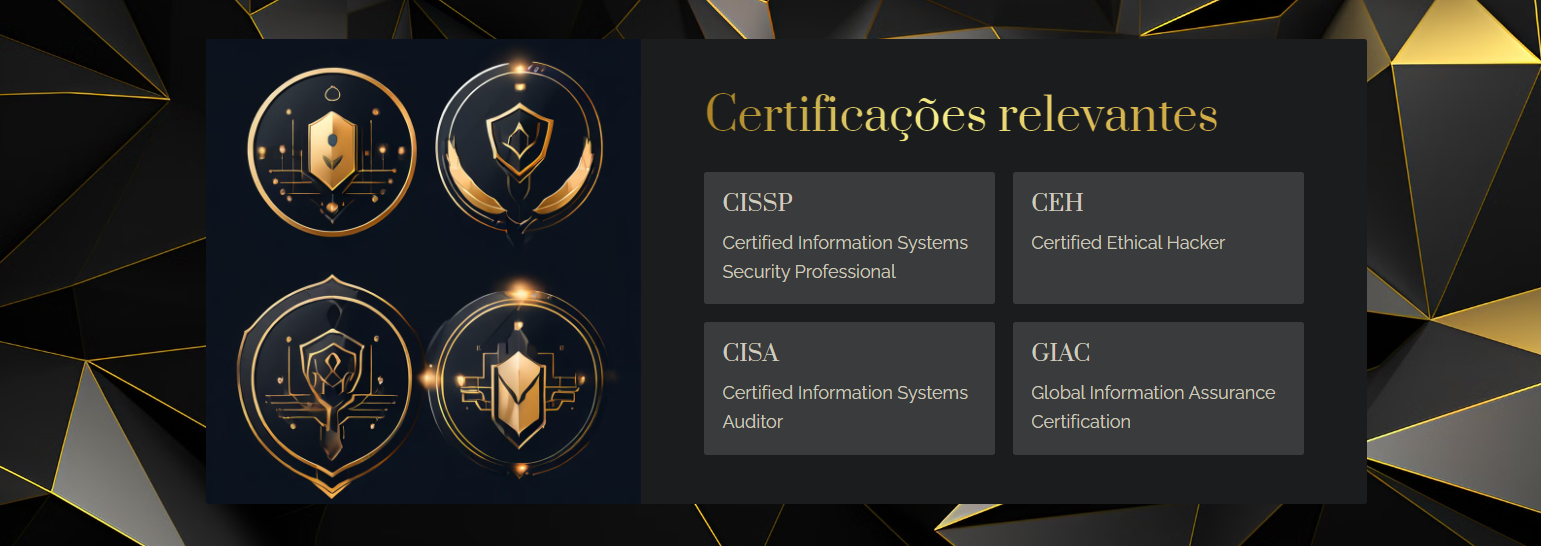 Certificações relevantes
CISSP
Certified Information Systems
Security Professional
CEH
Certified Ethical Hacker
CISA
Certified Information Systems
Auditor
GIAC
Global Information Assurance
Certification